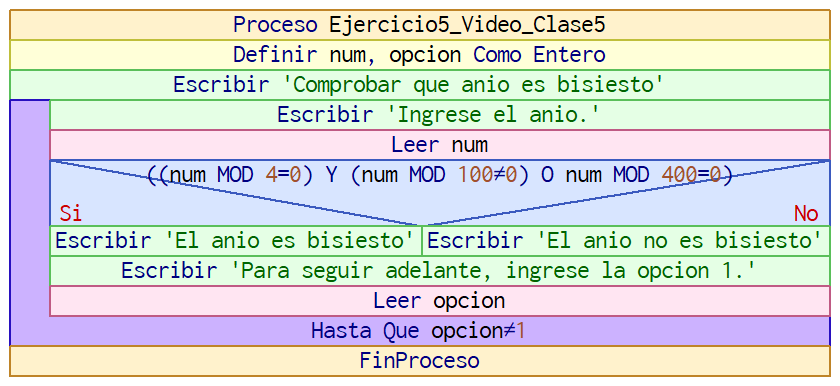 Proceso Ejercicio5_Video_Clase5
Definir num, opcion Como Entero
Escribir 'Comprobar que anio es bisiesto'
Escribir 'Ingrese el anio.'
Leer num
((num MOD 4=0) Y (num MOD 100≠0) O num MOD 400=0)
Si No
Escribir 'El anio es bisiesto' Escribir 'El anio no es bisiesto'
Escribir 'Para seguir adelante, ingrese la opcion 1.'
Leer opcion
Hasta Que opcion≠1
FinProceso